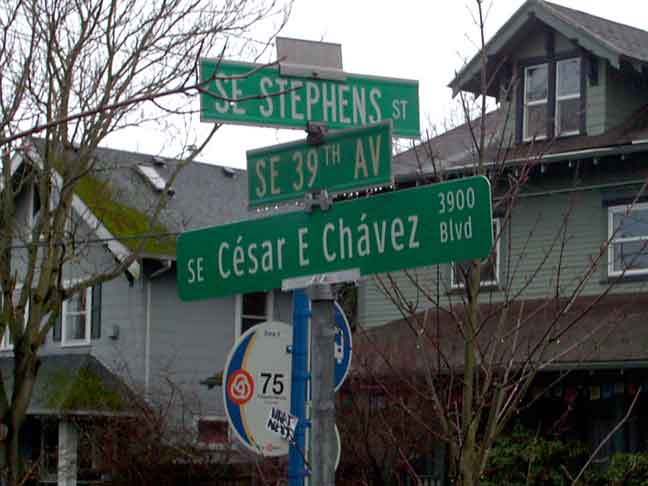 SE STEPHENS ST
SE 39TH AV
SE César E Chávez 3900 Blvd
75